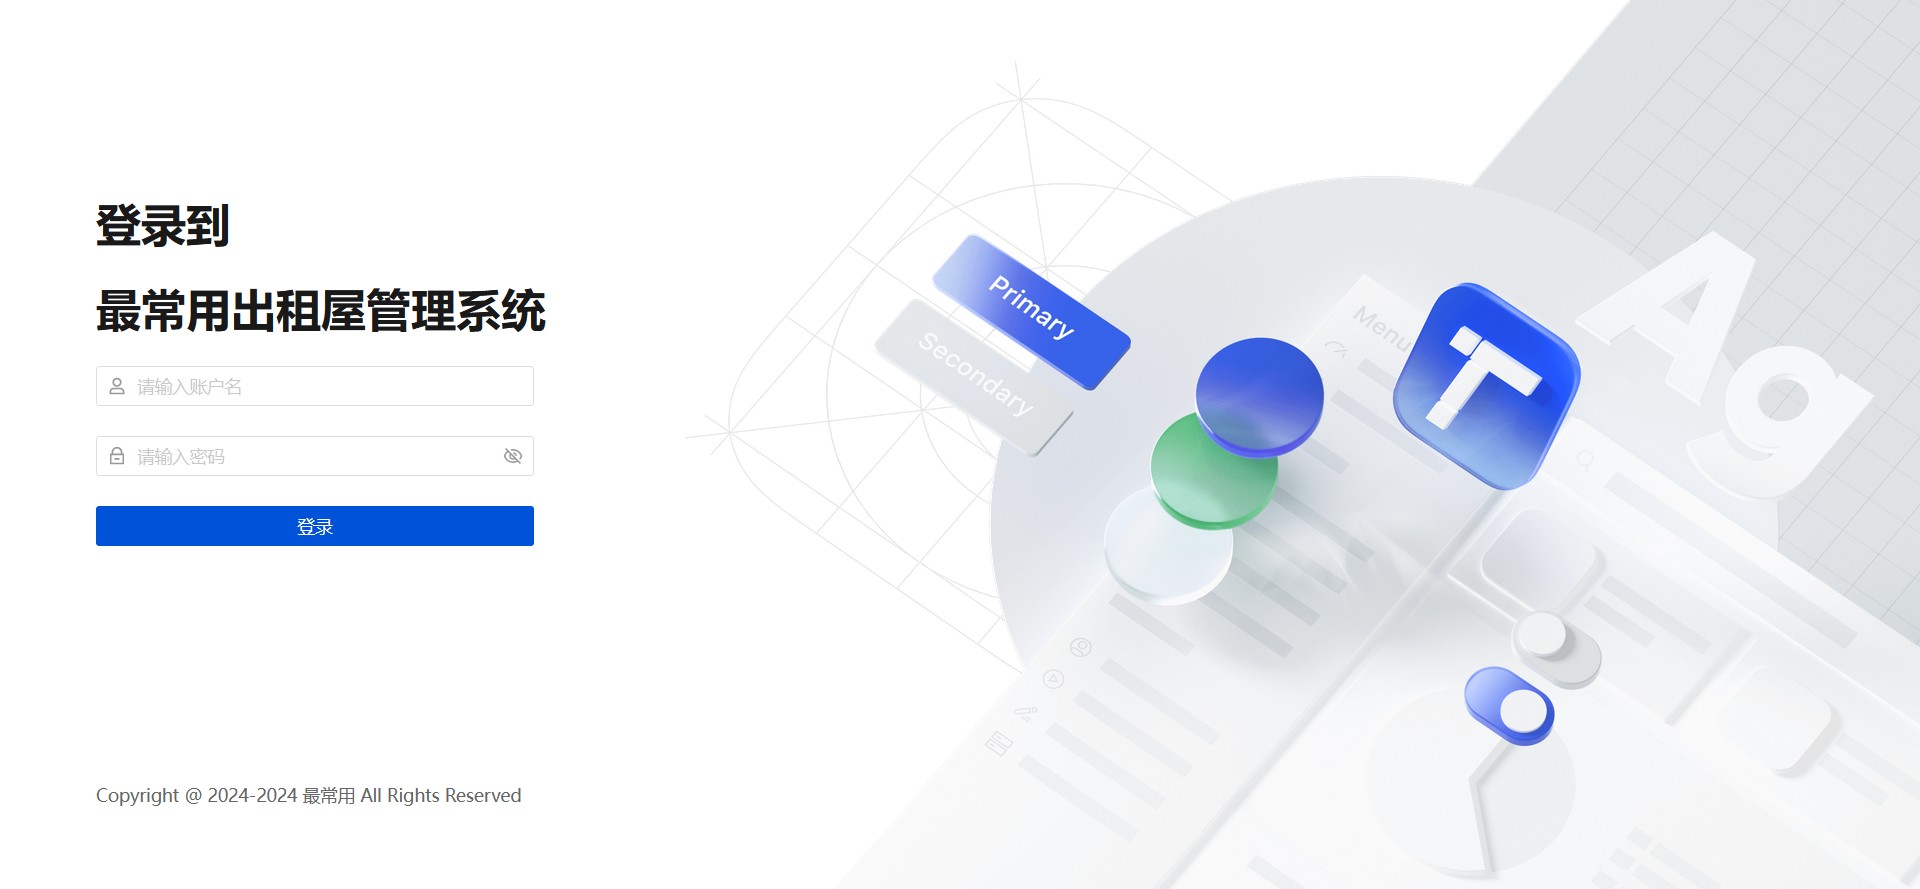 登录到
最常用出租屋管理系统
请输入账户名
请输入密码
登录
Copyright @ 2024-2024 最常用 All Rights Reserved
Primary
Secondary
Menu
T
Ag